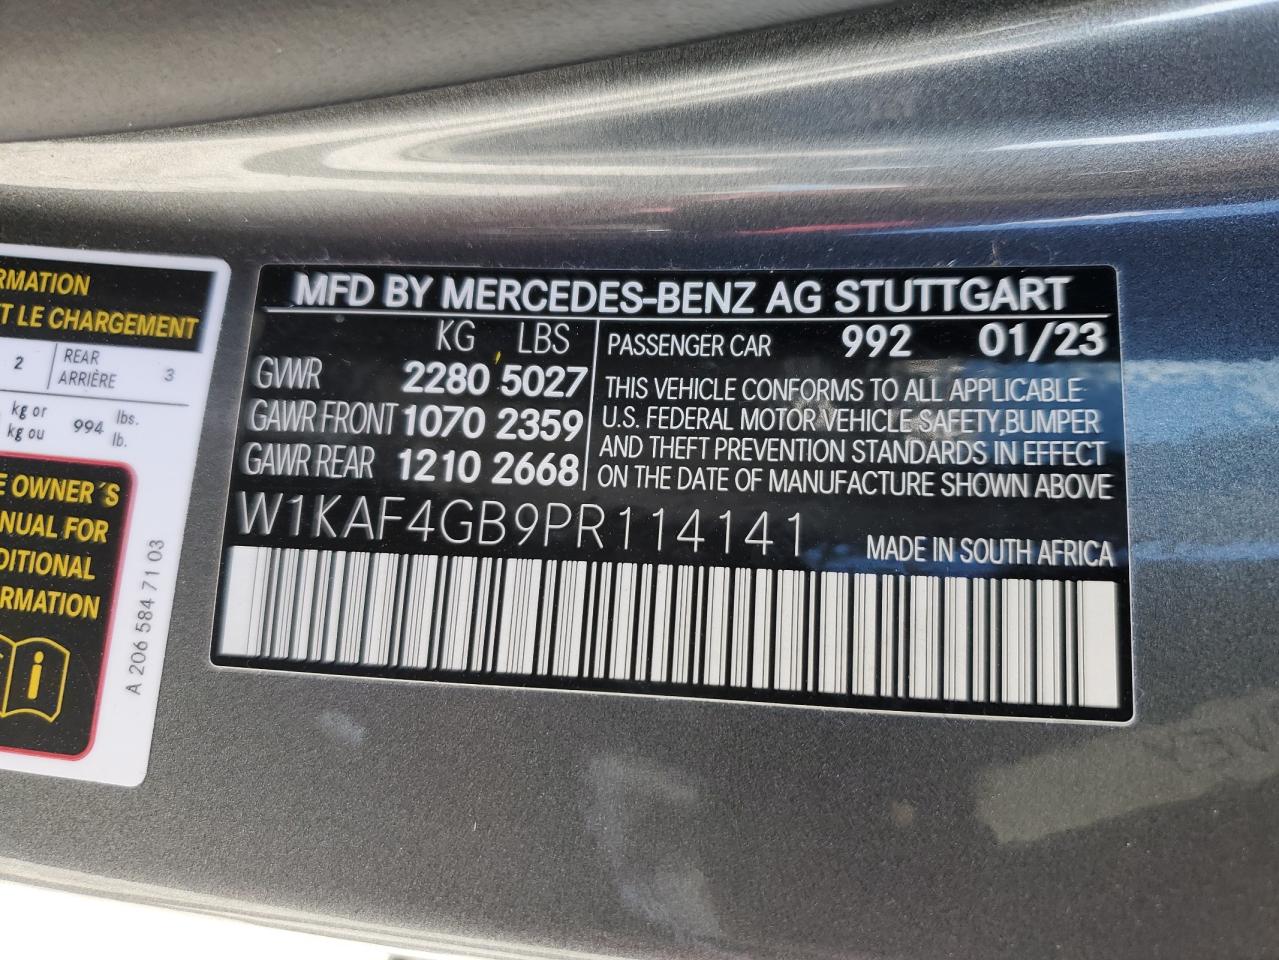 RMATION
ET LE CHARGEMENT
2 REAR ARRIÈRE 3
kg or kg ou 994 lbs. lb.
E OWNER´S
ANUAL FOR
DDITIONAL
RMATION
i
A 206 584 71 03
MFD BY MERCEDES-BENZ AG STUTTGART
KG LBS
GVWR 2280 5027
GAWR FRONT 1070 2359
GAWR REAR 1210 2668
PASSENGER CAR 992 01/23
THIS VEHICLE CONFORMS TO ALL APPLICABLE
U.S. FEDERAL MOTOR VEHICLE SAFETY,BUMPER
AND THEFT PREVENTION STANDARDS IN EFFECT
ON THE DATE OF MANUFACTURE SHOWN ABOVE
W1KAF4GB9PR114141
MADE IN SOUTH AFRICA